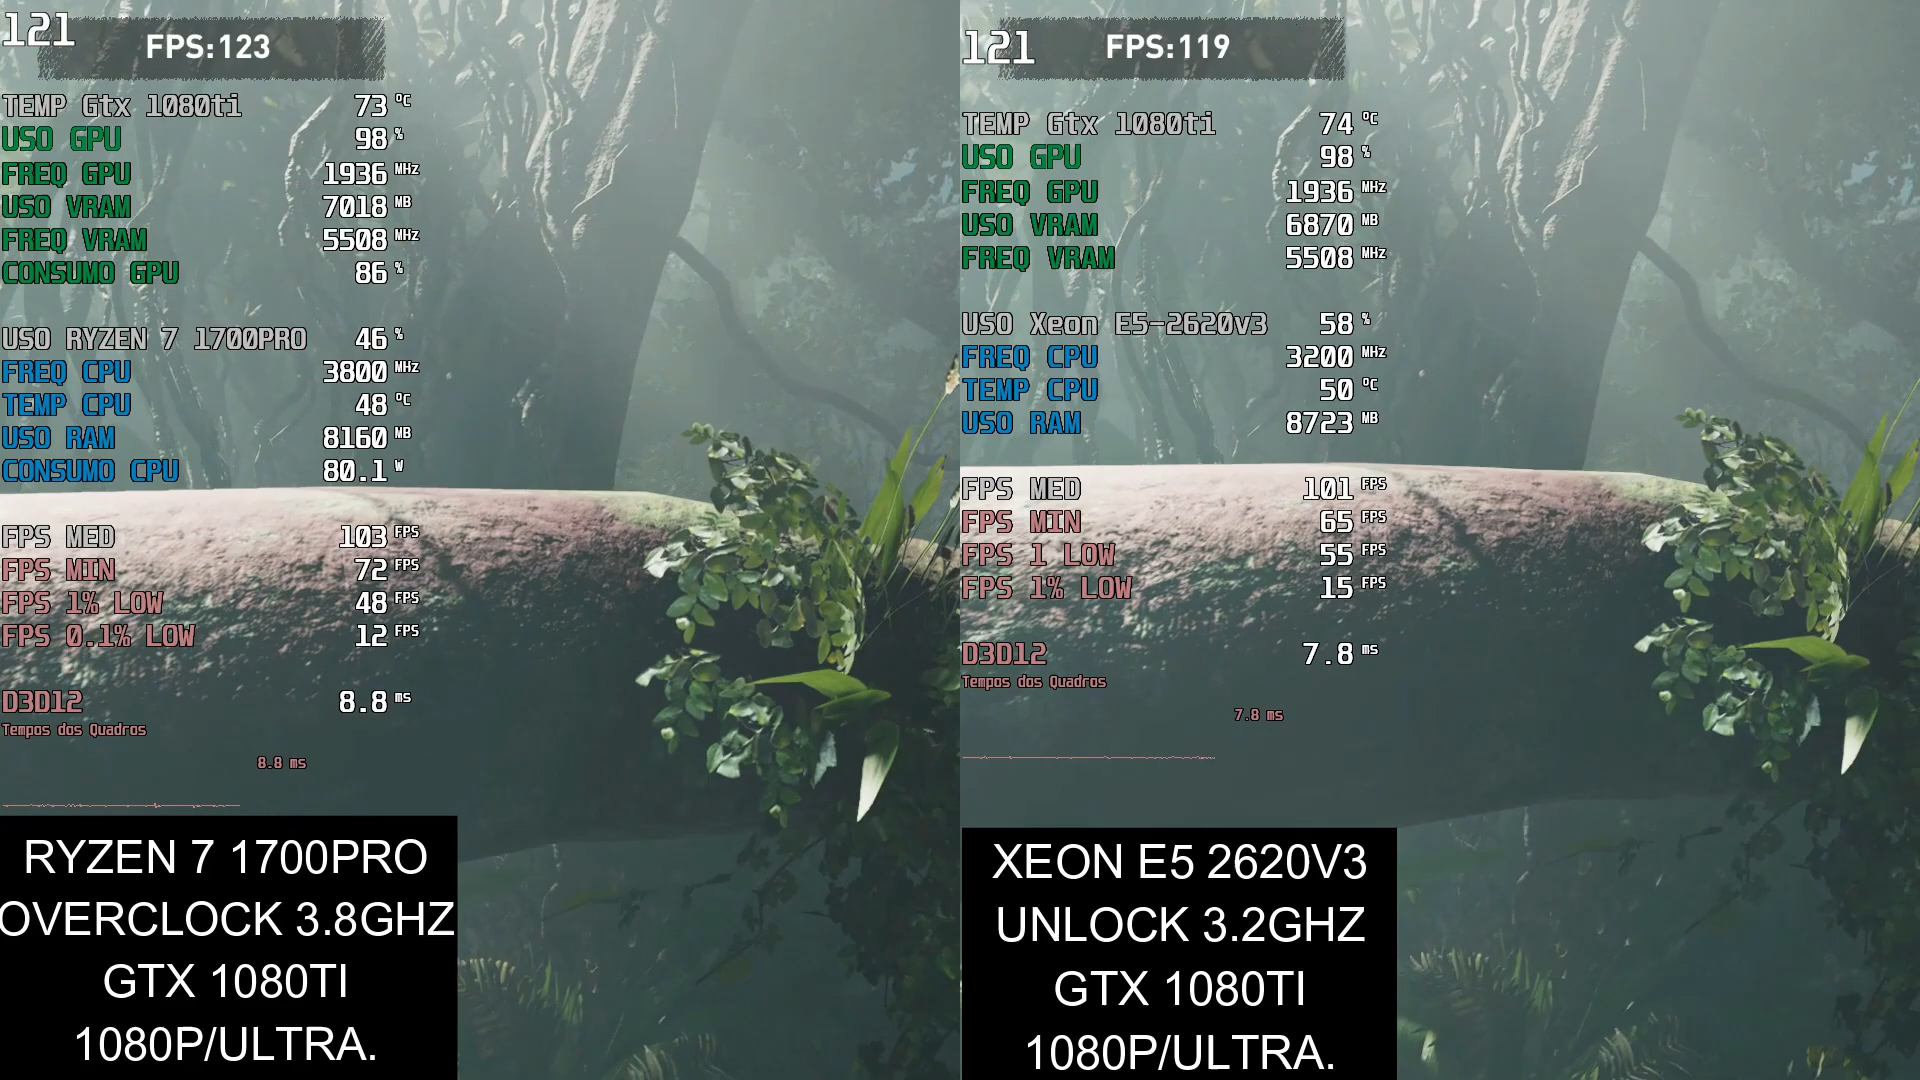 121
FPS:123
TEMP Gtx 1080ti 73 °C
USO GPU 98 %
FREQ GPU 1936 MHz
USO VRAM 7018 MB
FREQ VRAM 5508 MHz
CONSUMO GPU 86 %
USO RYZEN 7 1700PRO 46 %
FREQ CPU 3800 MHz
TEMP CPU 48 °C
USO RAM 8160 MB
CONSUMO CPU 80.1 W
FPS MED 103 FPS
FPS MIN 72 FPS
FPS 1% LOW 48 FPS
FPS 0.1% LOW 12 FPS
D3D12 8.8 ms
Tempos dos Quadros
8.8 ms
RYZEN 7 1700PRO
OVERCLOCK 3.8GHZ
GTX 1080TI
1080P/ULTRA.
121
FPS:119
TEMP Gtx 1080ti 74 °C
USO GPU 98 %
FREQ GPU 1936 MHz
USO VRAM 6870 MB
FREQ VRAM 5508 MHz
USO Xeon E5-2620v3 58 %
FREQ CPU 3200 MHz
TEMP CPU 50 °C
USO RAM 8723 MB
FPS MED 101 FPS
FPS MIN 65 FPS
FPS 1 LOW 55 FPS
FPS 1% LOW 15 FPS
D3D12 7.8 ms
Tempos dos Quadros
7.8 ms
XEON E5 2620V3
UNLOCK 3.2GHZ
GTX 1080TI
1080P/ULTRA.